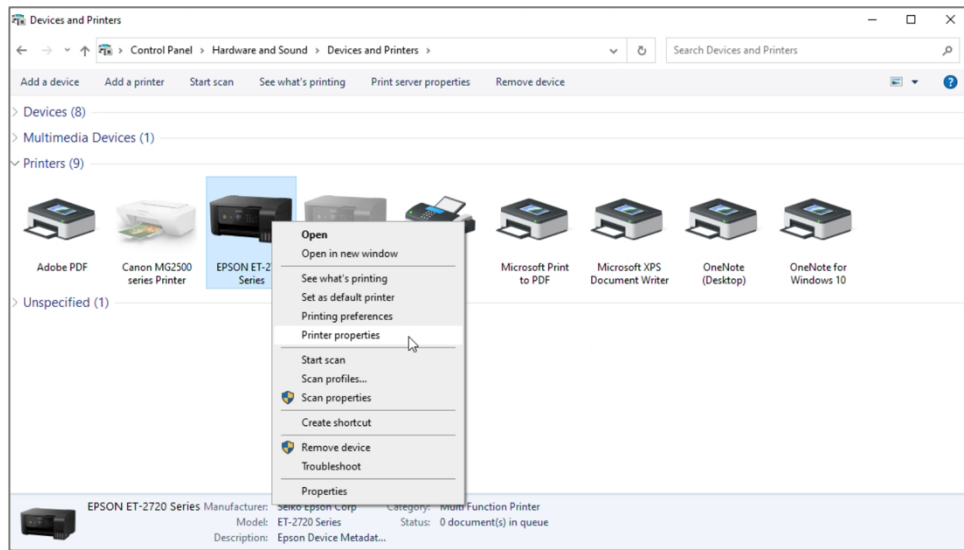 Devices and Printers
Control Panel > Hardware and Sound > Devices and Printers >
Search Devices and Printers
Add a device
Add a printer
Start scan
See what's printing
Print server properties
Remove device
Devices (8)
Multimedia Devices (1)
Printers (9)
Adobe PDF
Canon MG2500
series Printer
EPSON ET-2
Series
Microsoft Print
to PDF
Microsoft XPS
Document Writer
OneNote
(Desktop)
OneNote for
Windows 10
Unspecified (1)
Open
Open in new window
See what's printing
Set as default printer
Printing preferences
Printer properties
Start scan
Scan profiles...
Scan properties
Create shortcut
Remove device
Troubleshoot
Properties
EPSON ET-2720 Series Manufacturer: Seiko Epson Corp Category: Multi Function Printer
Model: ET-2720 Series Status: 0 document(s) in queue
Description: Epson Device Metadat...